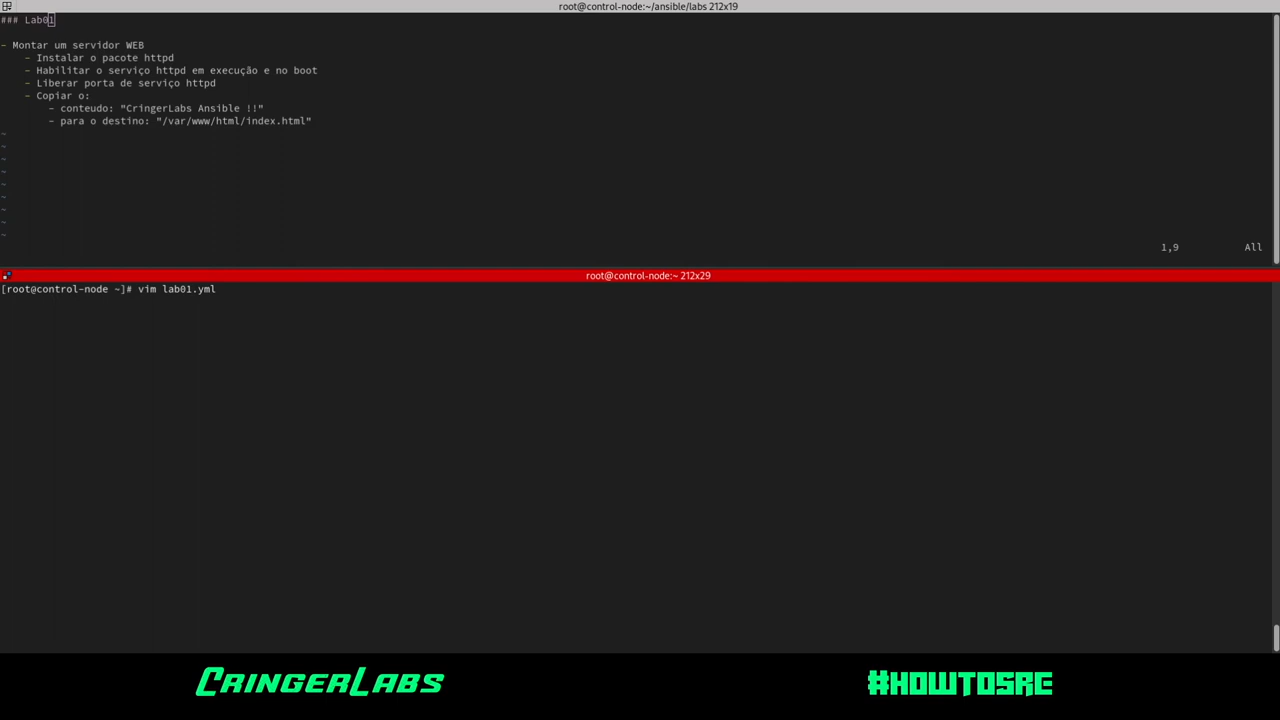 root@control-node:~/ansible/labs 212x19
### Lab01
- Montar um servidor WEB
- Instalar o pacote httpd
- Habilitar o serviço httpd em execução e no boot
- Liberar porta de serviço httpd
- Copiar o:
- conteudo: "CringerLabs Ansible !!"
- para o destino: "/var/www/html/index.html"
~
~
~
~
~
~
~
~
~
1,9 All
root@control-node:~ 212x29
[root@control-node ~]# vim lab01.yml
CringerLabs
#HOWTOSRE